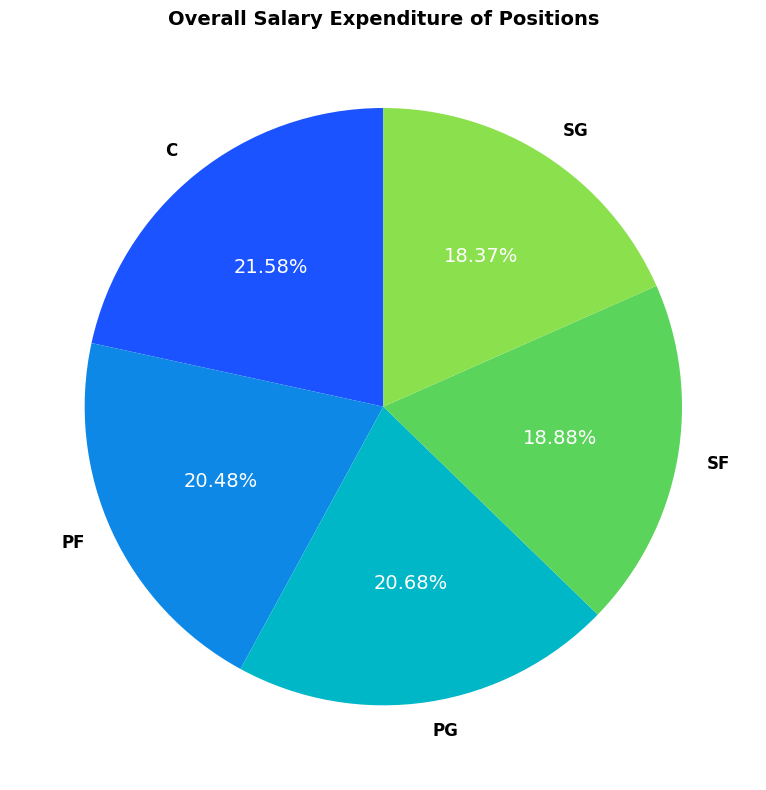 Overall Salary Expenditure of Positions
SG
C
18.37%
21.58%
18.88%
SF
20.48%
PF
20.68%
PG